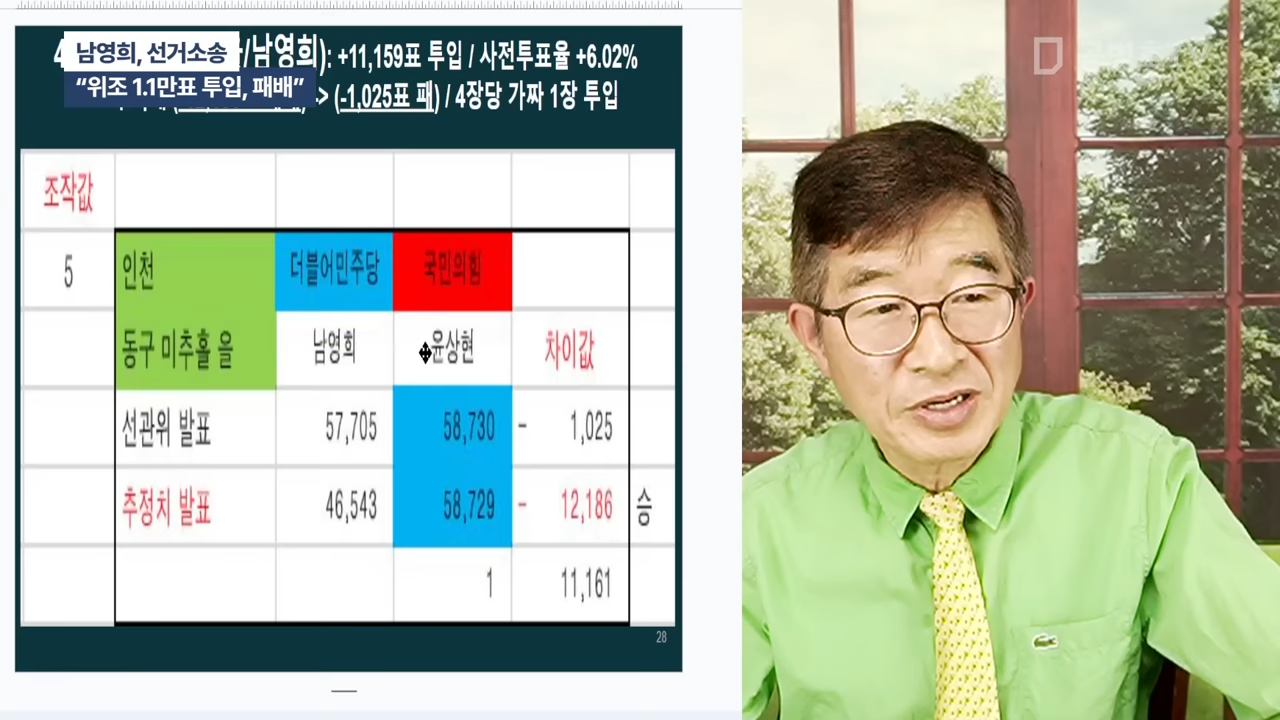 남영희, 선거소송
“위조 1.1만표 투입, 패배”
/남영희): +11,159표 투입 / 사전투표율 +6.02%
-> (-1,025표 패) / 4장당 가짜 1장 투입
조작값
5 인천 더불어민주당 국민의힘
동구 미추홀 을 남영희 윤상현 차이값
선관위 발표 57,705 58,730 - 1,025
추정치 발표 46,543 58,729 - 12,186 승
1 11,161
28